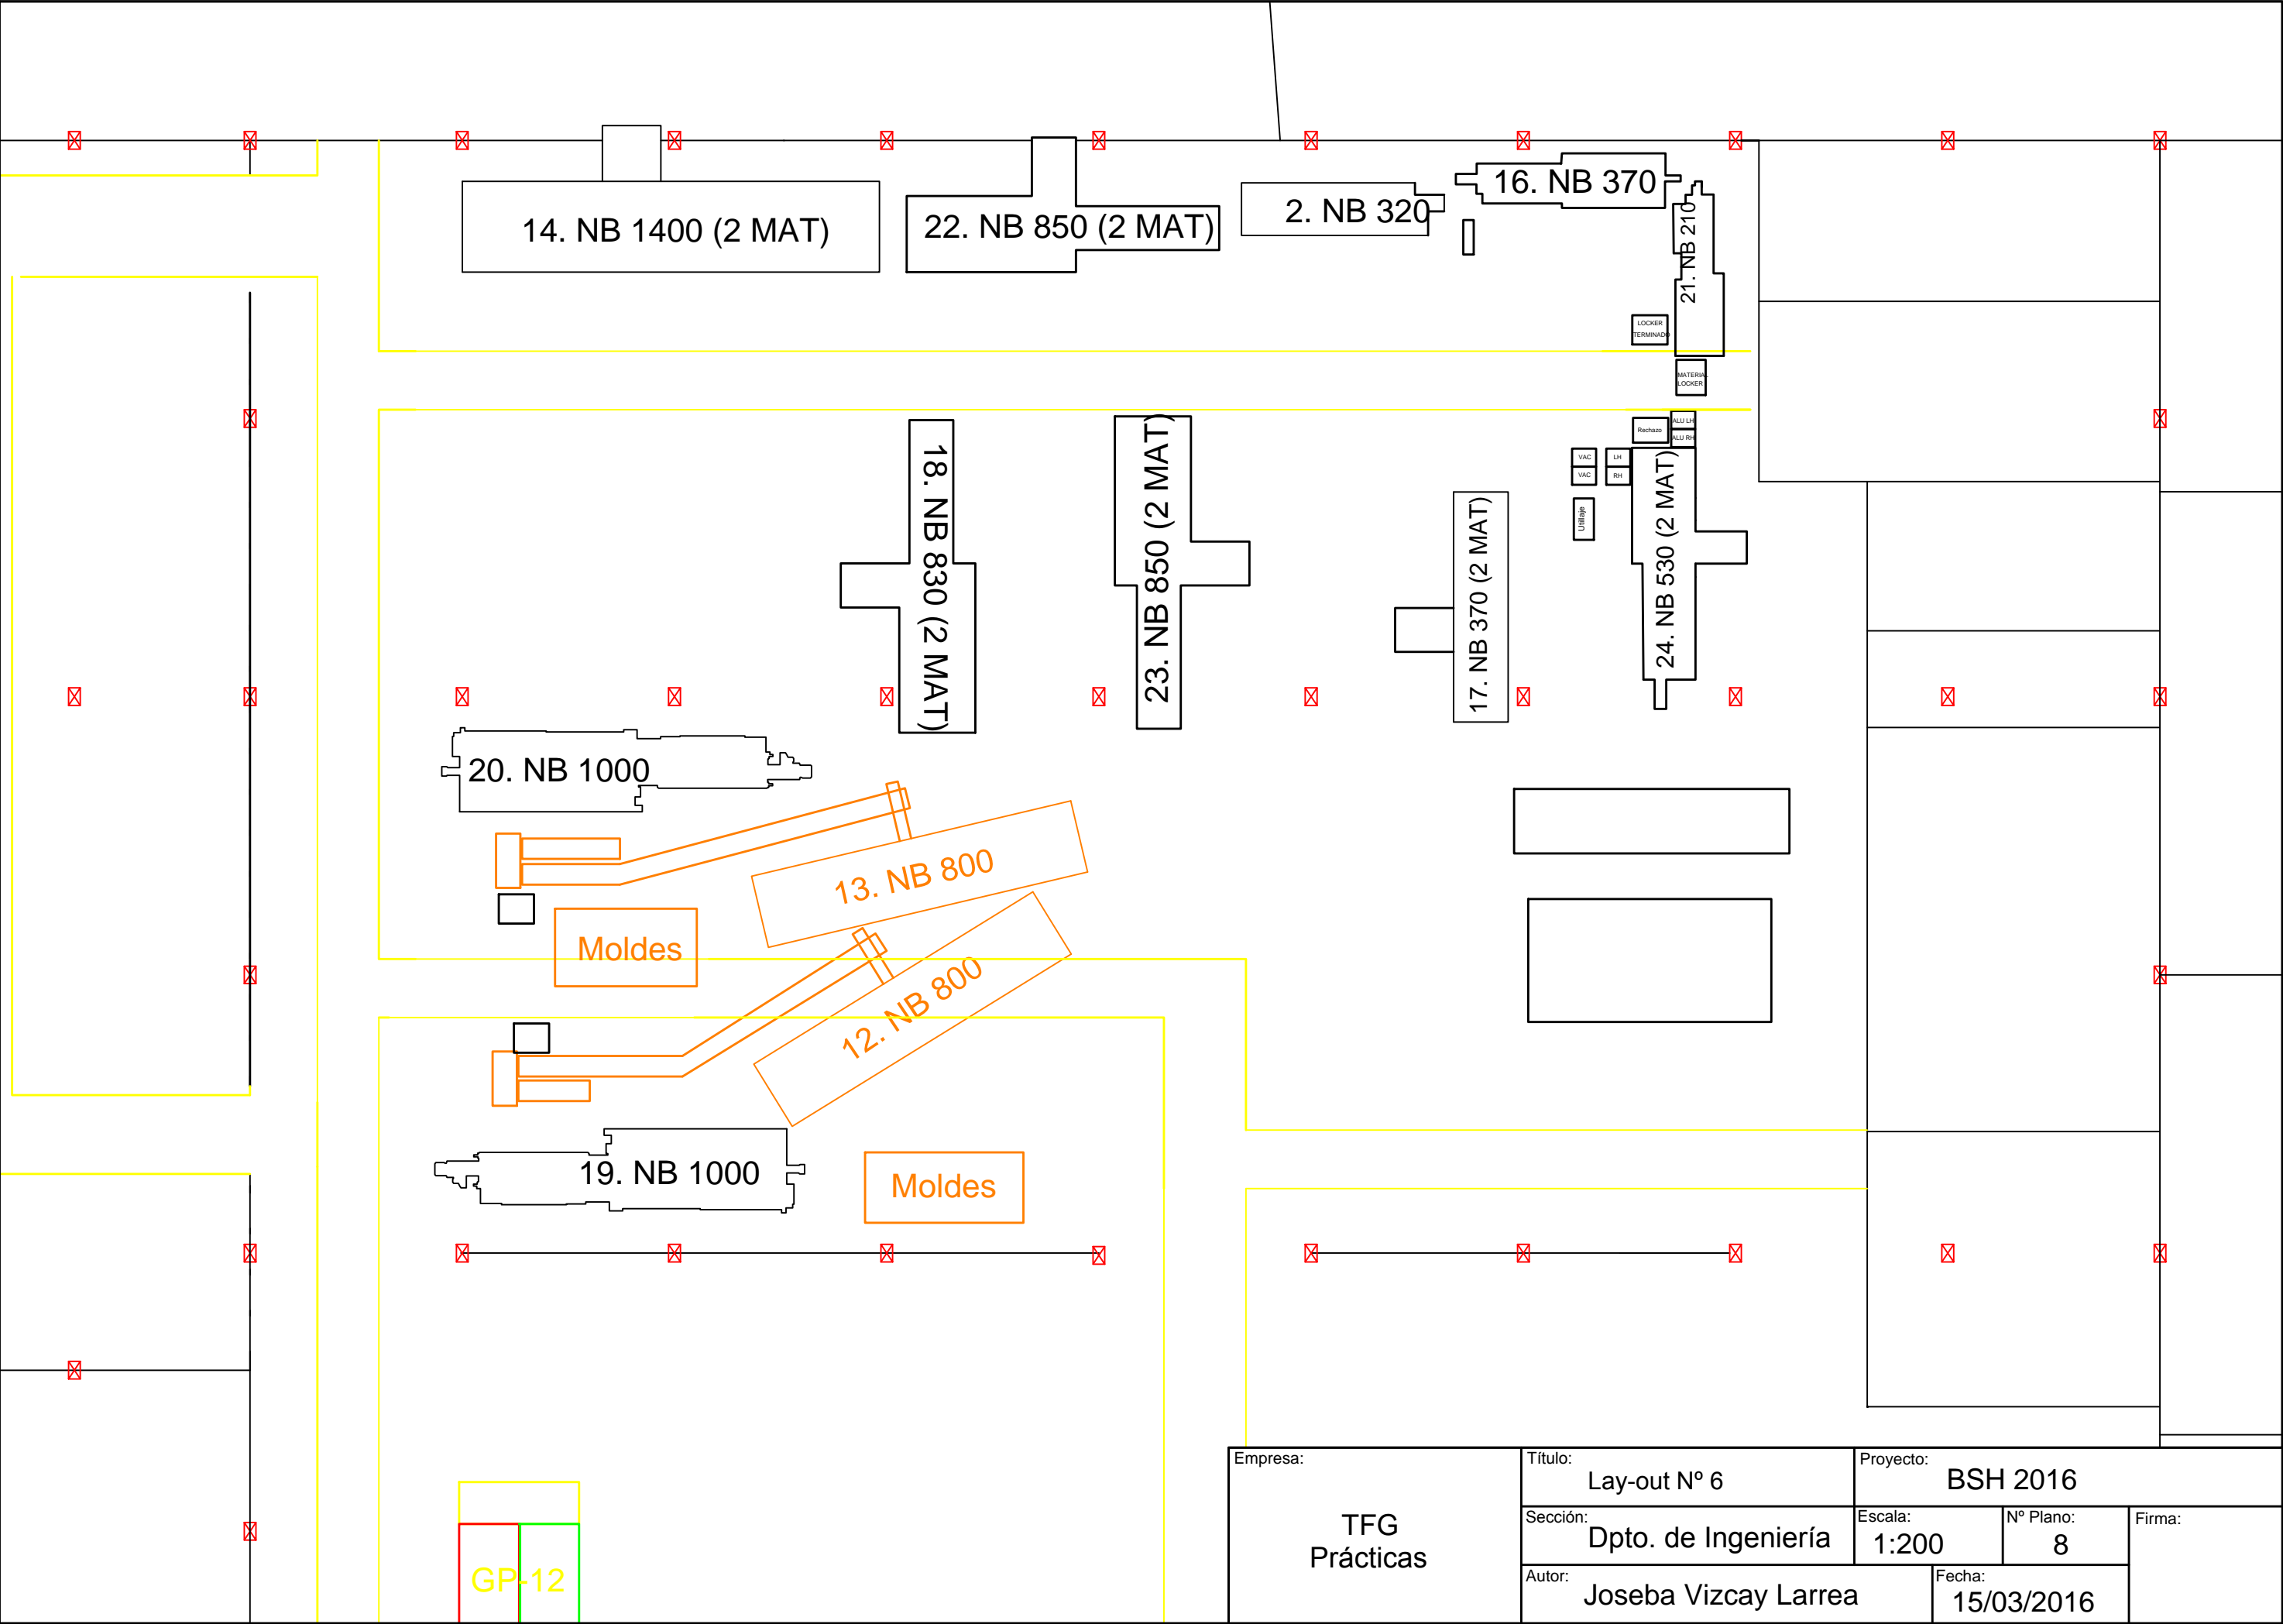 14. NB 1400 (2 MAT)
22. NB 850 (2 MAT)
2. NB 320
16. NB 370
21. NB 210
LOCKER
TERMINADO
MATERIAL
LOCKER
Rechazo
ALU LH
ALU RH
VAC
VAC
LH
RH
Utillaje
18. NB 830 (2 MAT)
23. NB 850 (2 MAT)
17. NB 370 (2 MAT)
24. NB 530 (2 MAT)
20. NB 1000
13. NB 800
Moldes
12. NB 800
19. NB 1000
Moldes
GP-12
Empresa:
TFG
Prácticas
Título:
Lay-out Nº 6
Proyecto:
BSH 2016
Sección:
Dpto. de Ingeniería
Escala:
1:200
Nº Plano:
8
Firma:
Autor:
Joseba Vizcay Larrea
Fecha:
15/03/2016